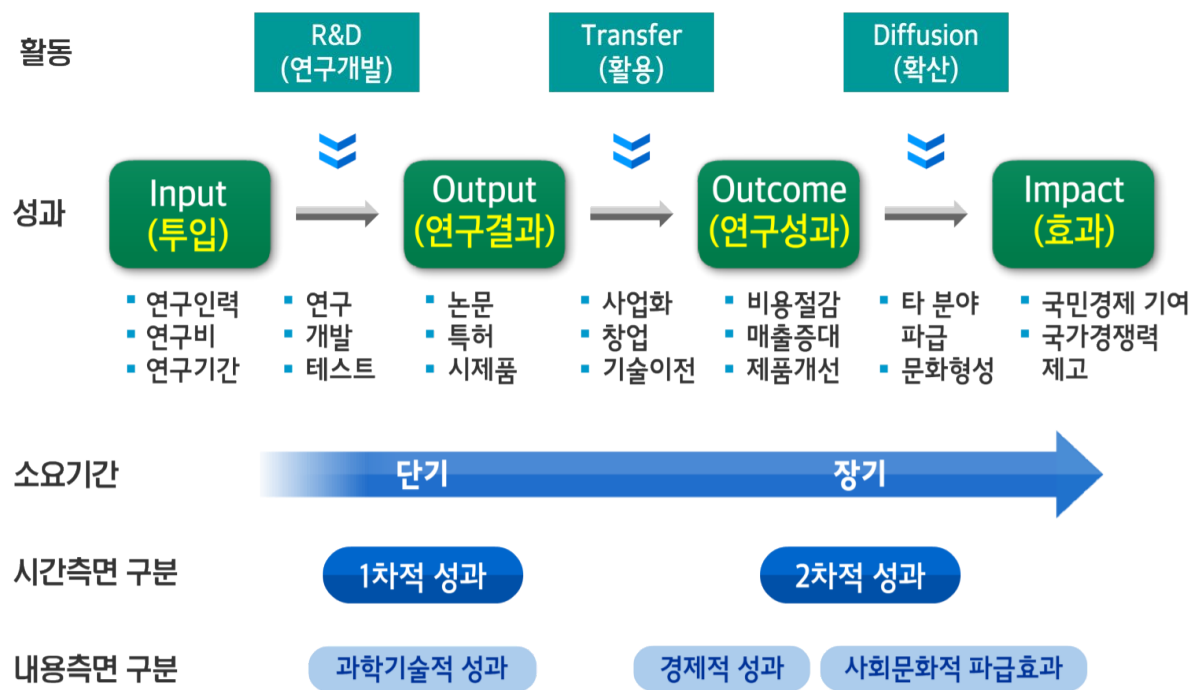 활동
R&D
(연구개발)
Transfer
(활용)
Diffusion
(확산)
성과
Input
(투입)
Output
(연구결과)
Outcome
(연구성과)
Impact
(효과)
연구인력
연구비
연구기간
연구
개발
테스트
논문
특허
시제품
사업화
창업
기술이전
비용절감
매출증대
제품개선
타 분야
파급
문화형성
국민경제 기여
국가경쟁력
제고
소요기간
단기
장기
시간측면 구분
1차적 성과
2차적 성과
내용측면 구분
과학기술적 성과
경제적 성과
사회문화적 파급효과